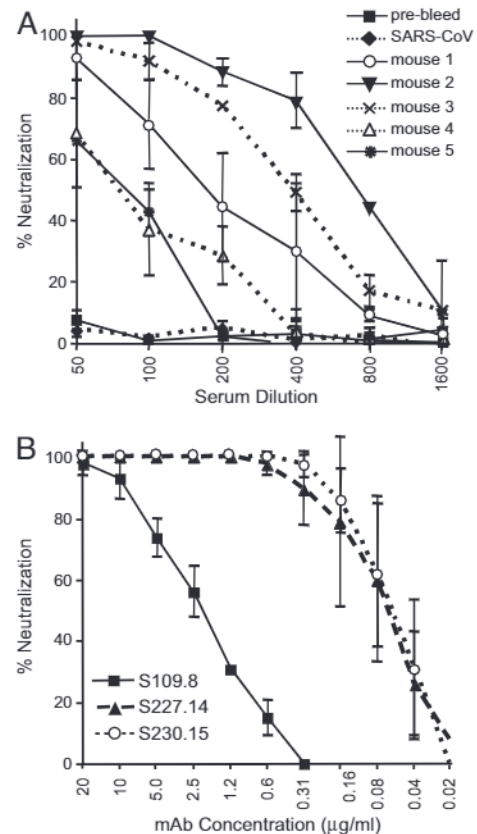 A
pre-bleed
SARS-CoV
mouse 1
mouse 2
mouse 3
mouse 4
mouse 5
100
80
60
40
20
0
% Neutralization
50
100
200
400
800
1600
Serum Dilution
B
100
80
60
40
20
0
% Neutralization
S109.8
S227.14
S230.15
20
10
5.0
2.5
1.2
0.6
0.31
0.16
0.08
0.04
0.02
mAb Concentration (µg/ml)